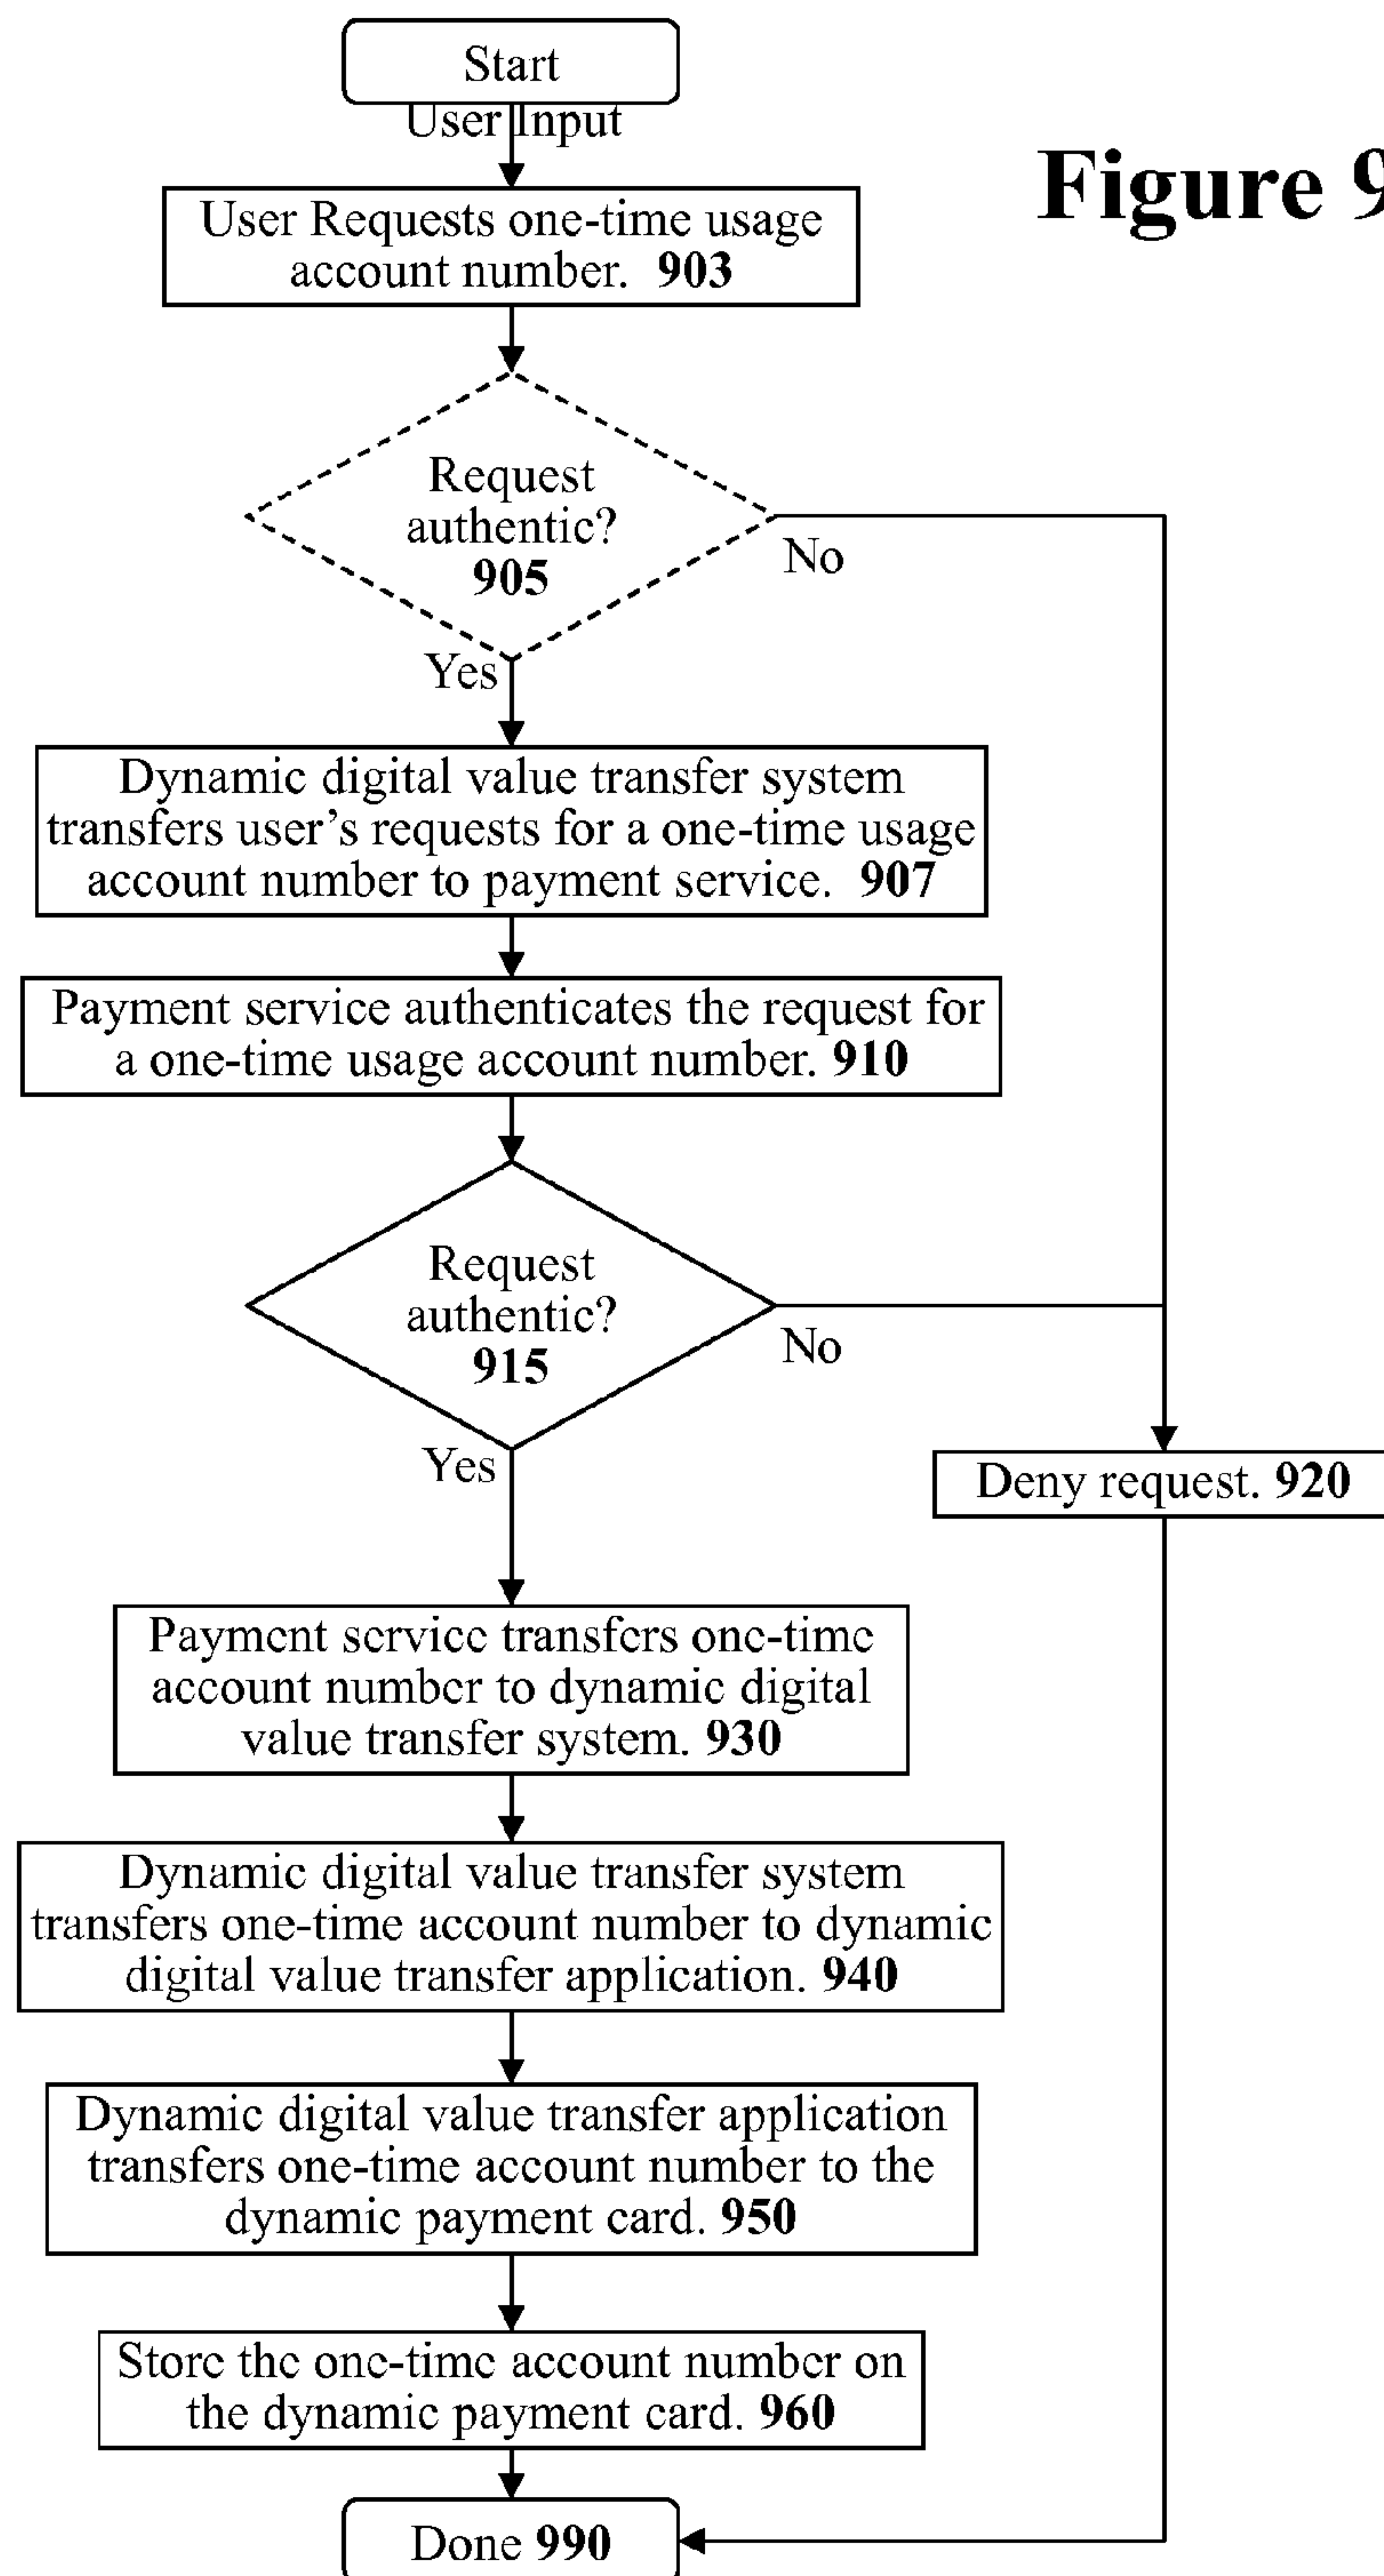 Start
User Input
Figure 9
User Requests one-time usage
account number. 903
Request
authentic?
905
No
Yes
Dynamic digital value transfer system
transfers user's requests for a one-time usage
account number to payment service. 907
Payment service authenticates the request for
a one-time usage account number. 910
Request
authentic?
915
No
Yes
Deny request. 920
Payment service transfers one-time
account number to dynamic digital
value transfer system. 930
Dynamic digital value transfer system
transfers one-time account number to dynamic
digital value transfer application. 940
Dynamic digital value transfer application
transfers one-time account number to the
dynamic payment card. 950
Store the one-time account number on
the dynamic payment card. 960
Done 990